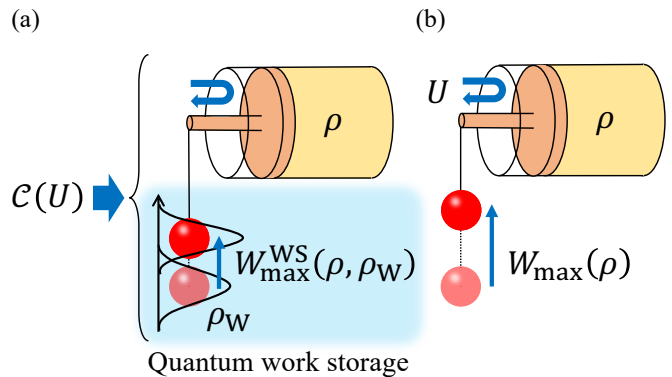 (a)
ρ
𝒞(U)
W_max^WS(ρ, ρ_W)
ρ_W
Quantum work storage
(b)
U
ρ
W_max(ρ)